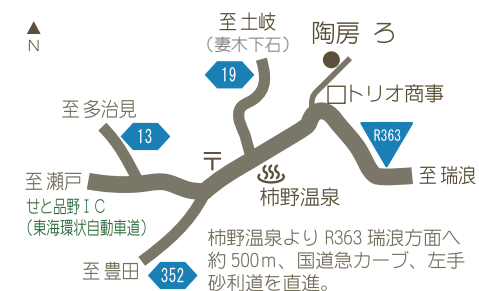 至土岐
(妻木下石)
陶房 ろ
N
19
トリオ商事
至多治見
13
R363
〒
至瀬戸
至瑞浪
柿野温泉
せと品野IC
(東海環状自動車道)
柿野温泉より R363 瑞浪方面へ
約500m、国道急カーブ、左手
砂利道を直進。
至豊田
352